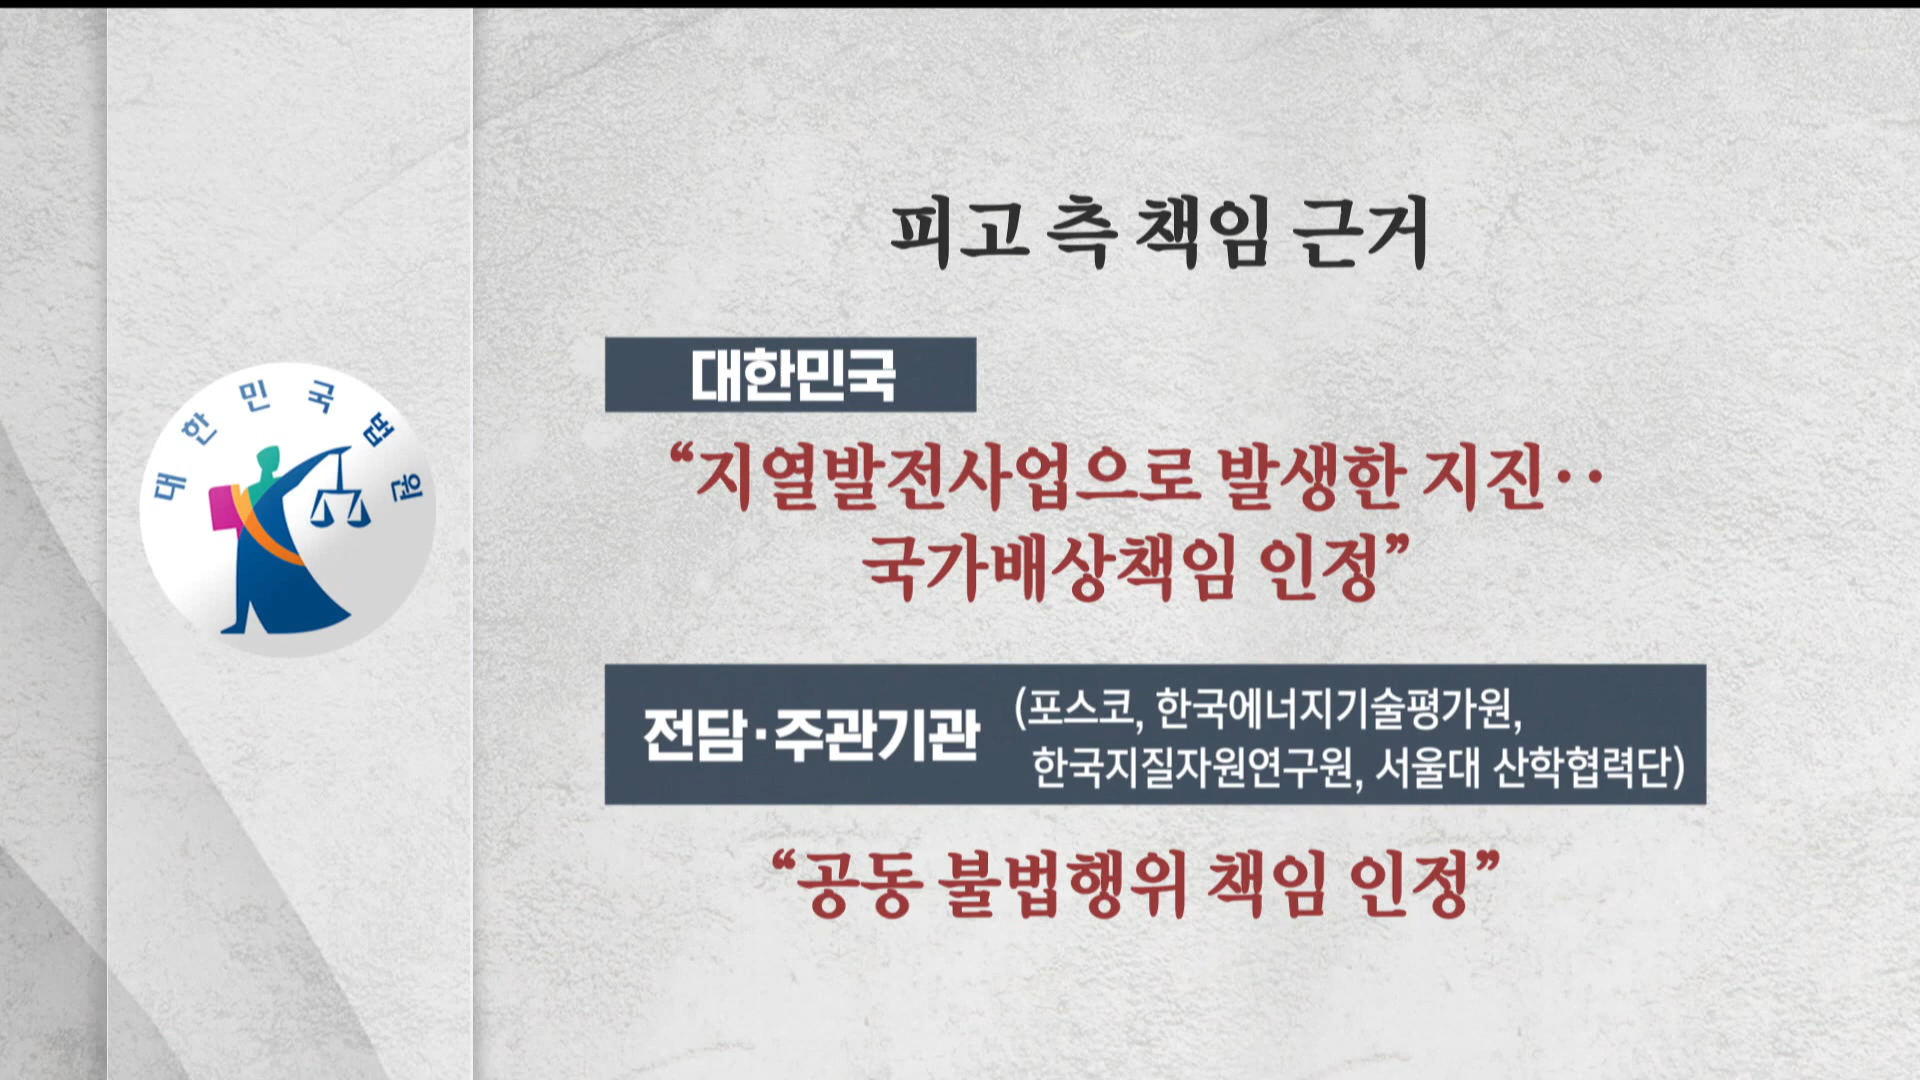 대한민국법원
피고 측 책임 근거
대한민국
“지열발전사업으로 발생한 지진‥
국가배상책임 인정”
전담·주관기관
(포스코, 한국에너지기술평가원,
한국지질자원연구원, 서울대 산학협력단)
“공동 불법행위 책임 인정”